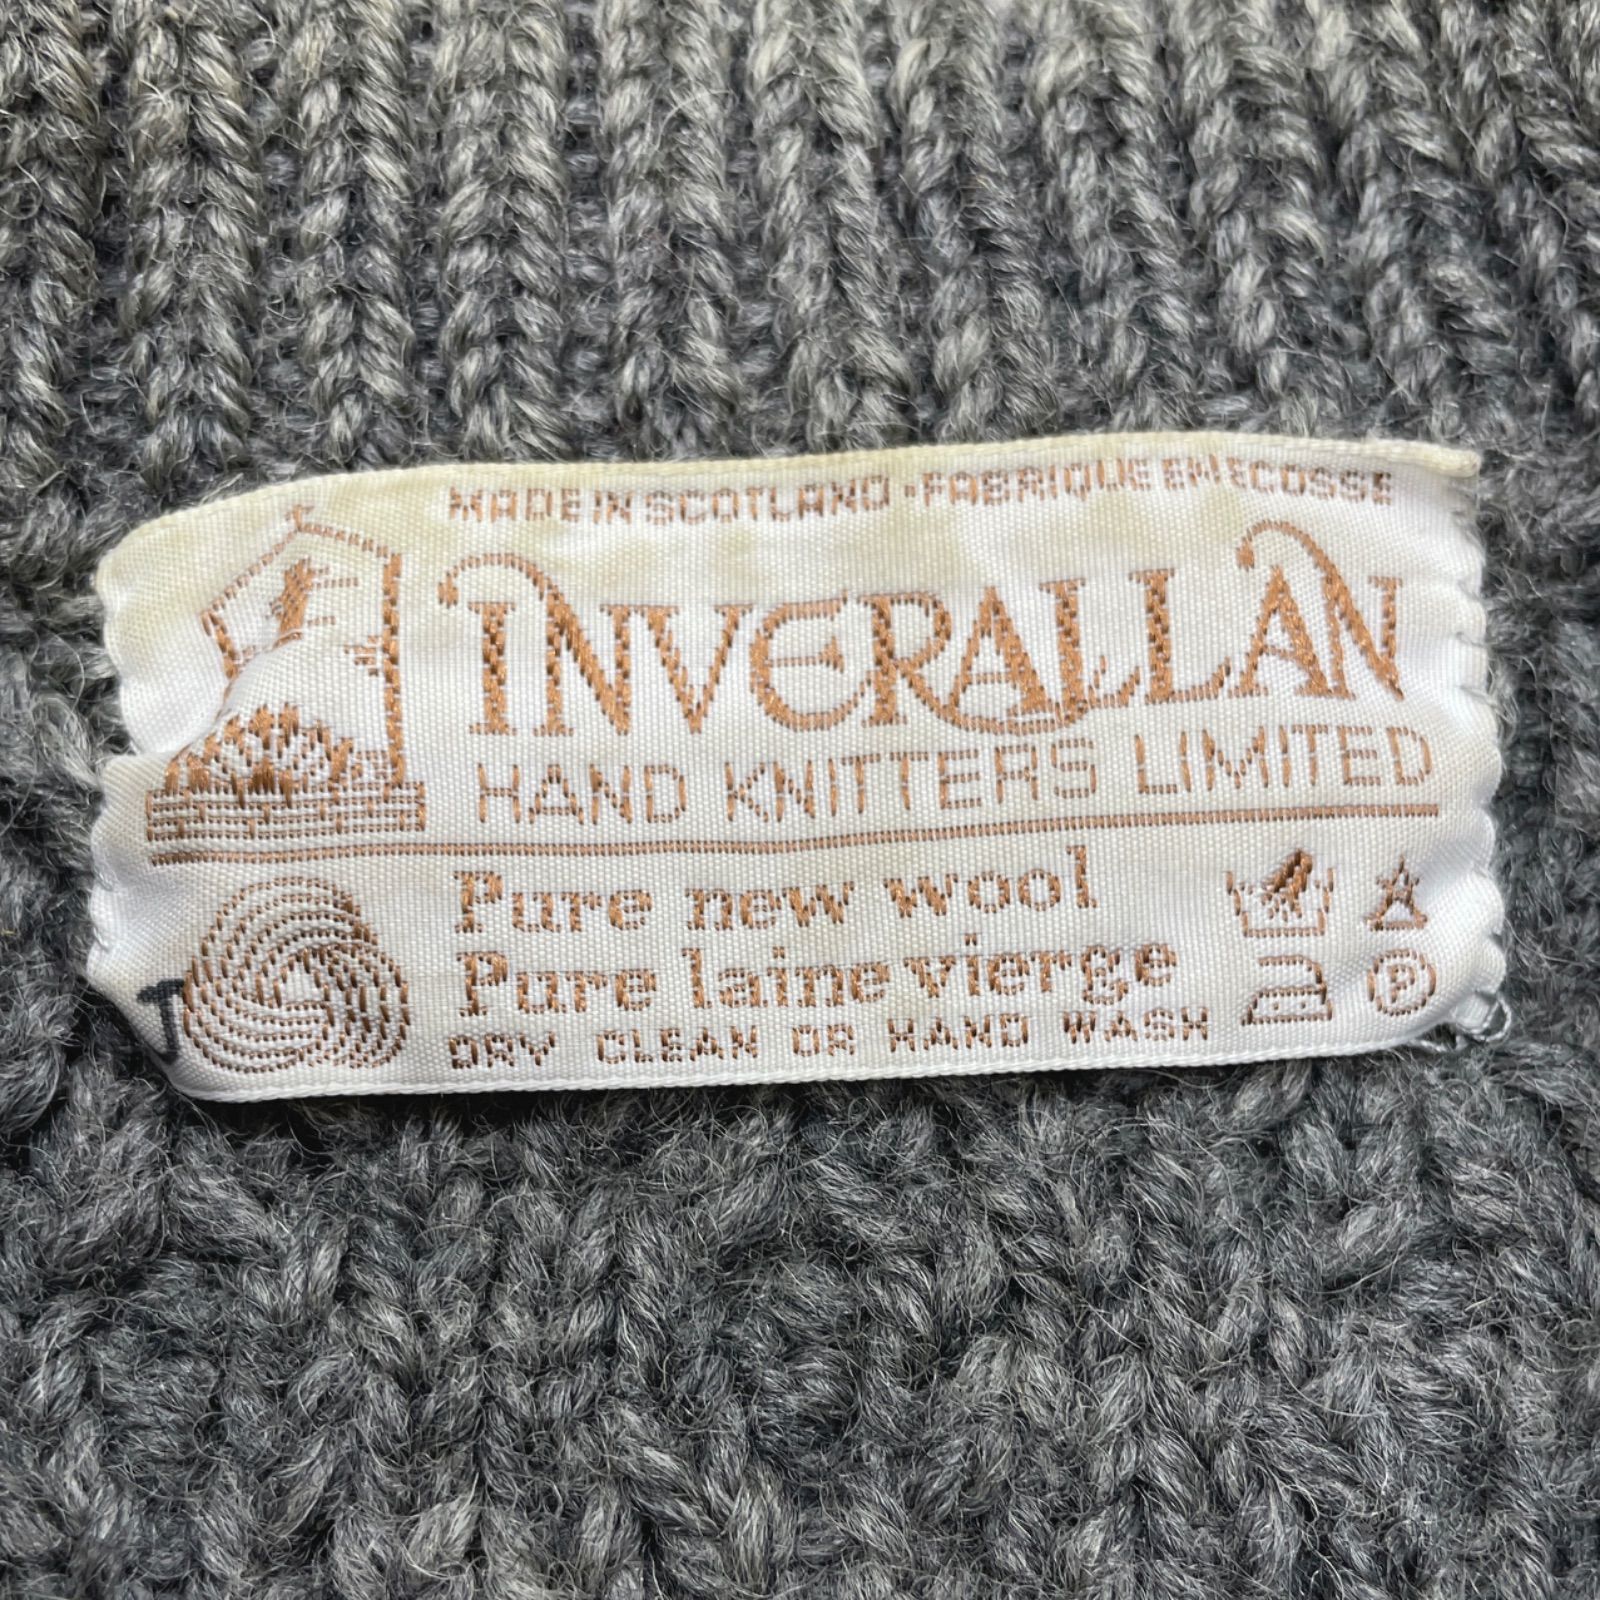 MADE IN SCOTLAND · FABRIQUE EN ECOSSE
INVERALLAN
HAND KNITTERS LIMITED
Pure new wool
Pure laine vierge
DRY CLEAN OR HAND WASH
P
T